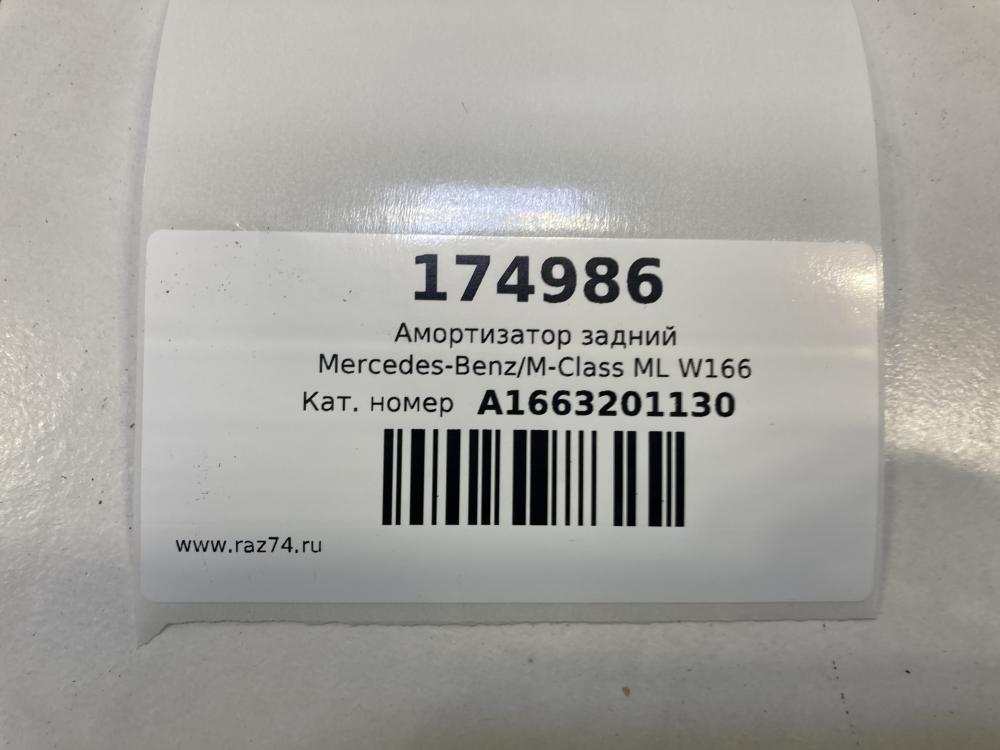 174986
Амортизатор задний
Mercedes-Benz/M-Class ML W166
Кат. номер A1663201130
www.raz74.ru